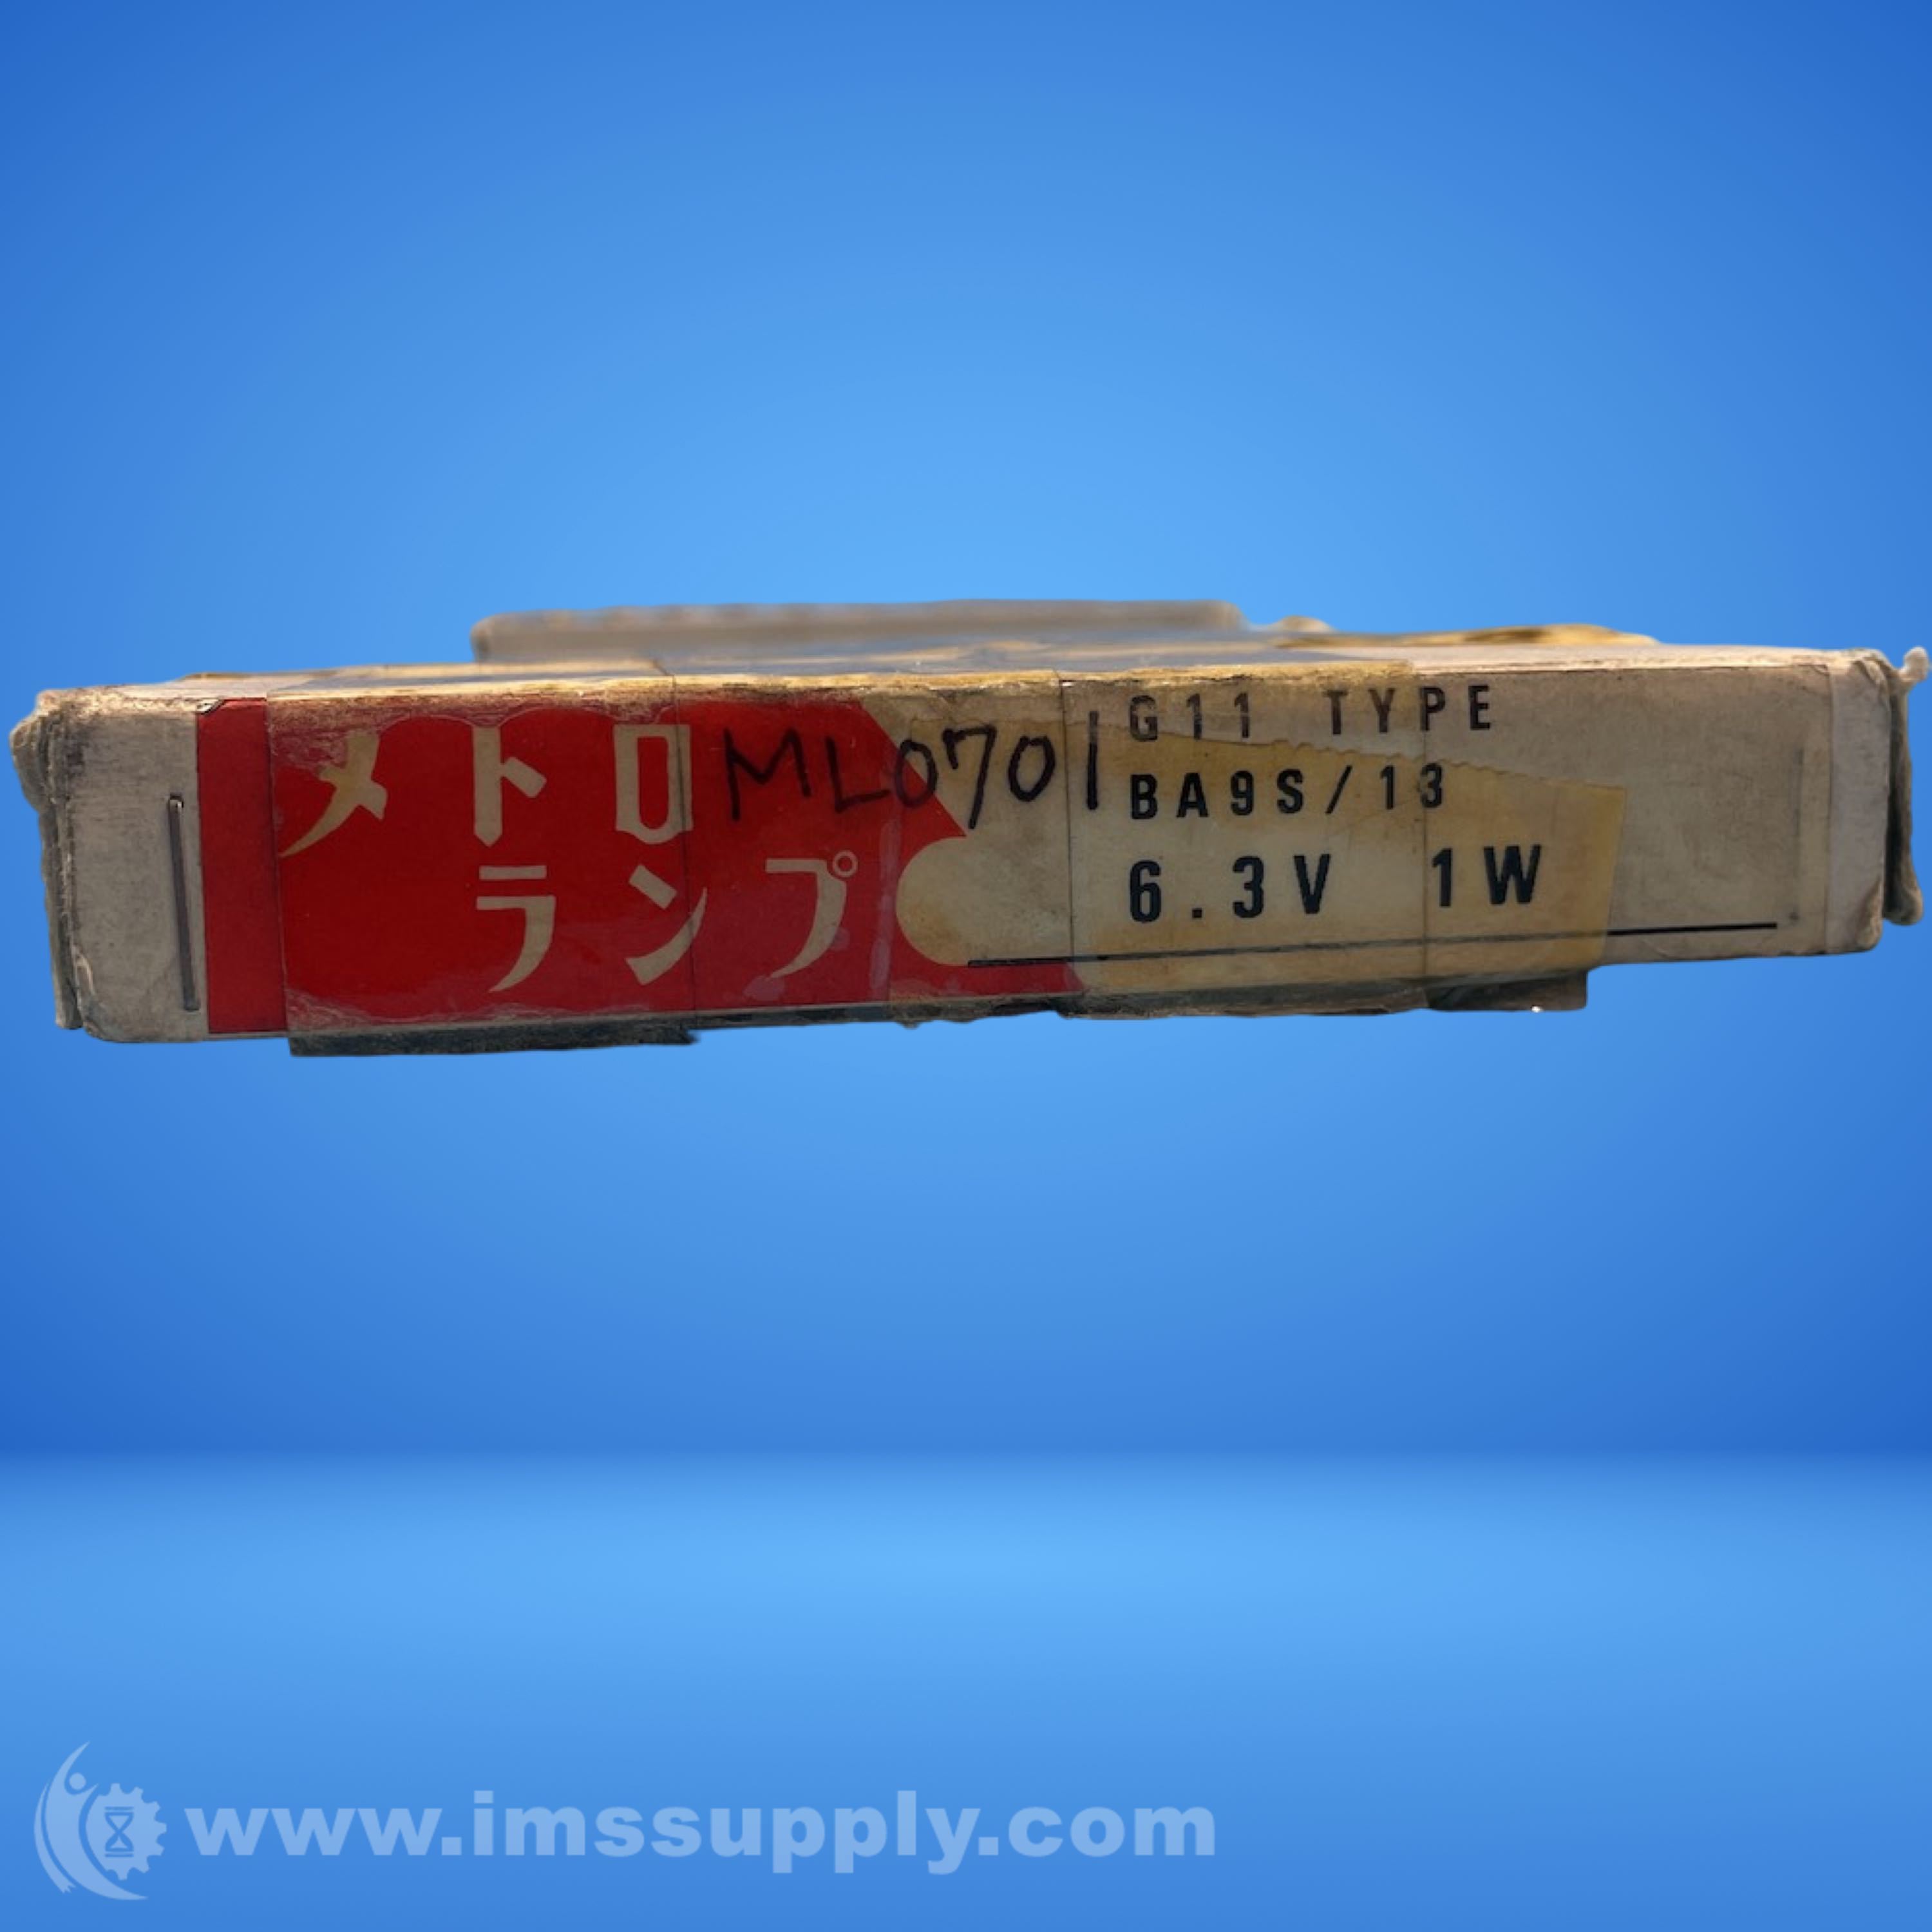 メトロ
ランプ
ML0701
G11 TYPE
BA9S/13
6.3V 1W
www.imssupply.com